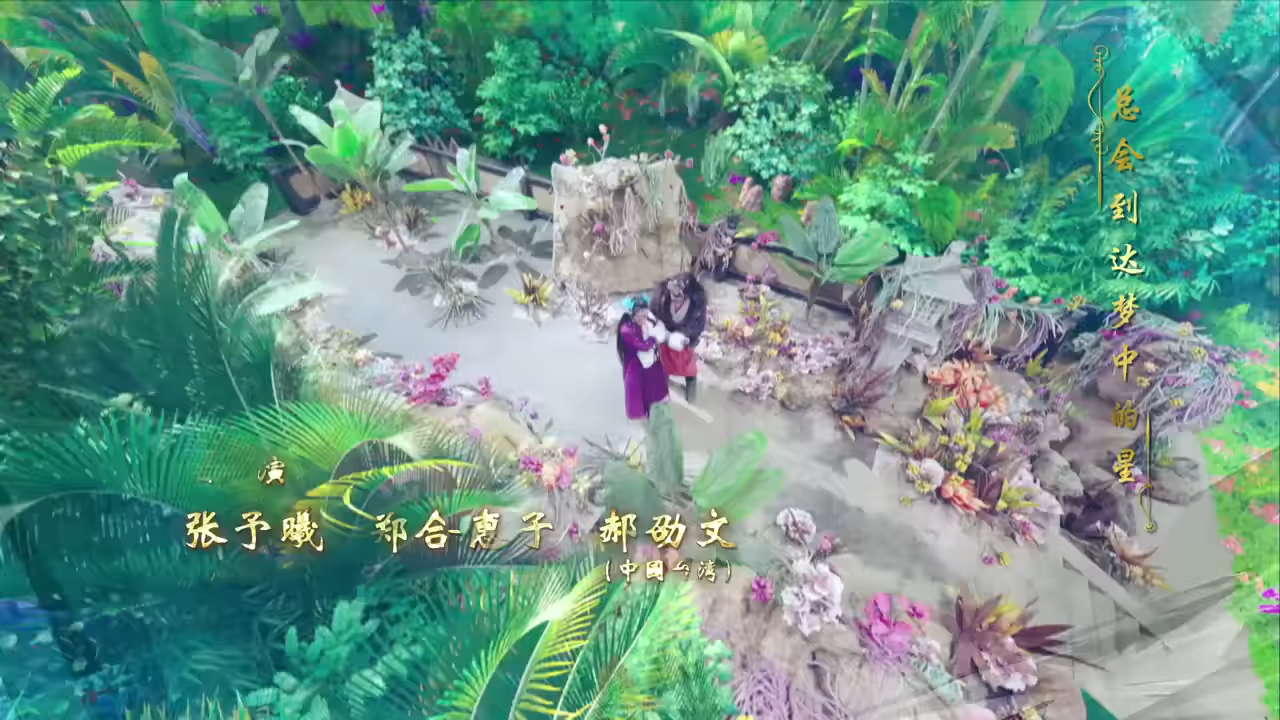 总会到达梦中的星
演
张予曦 郑合惠子 郝劭文
(中國台湾)